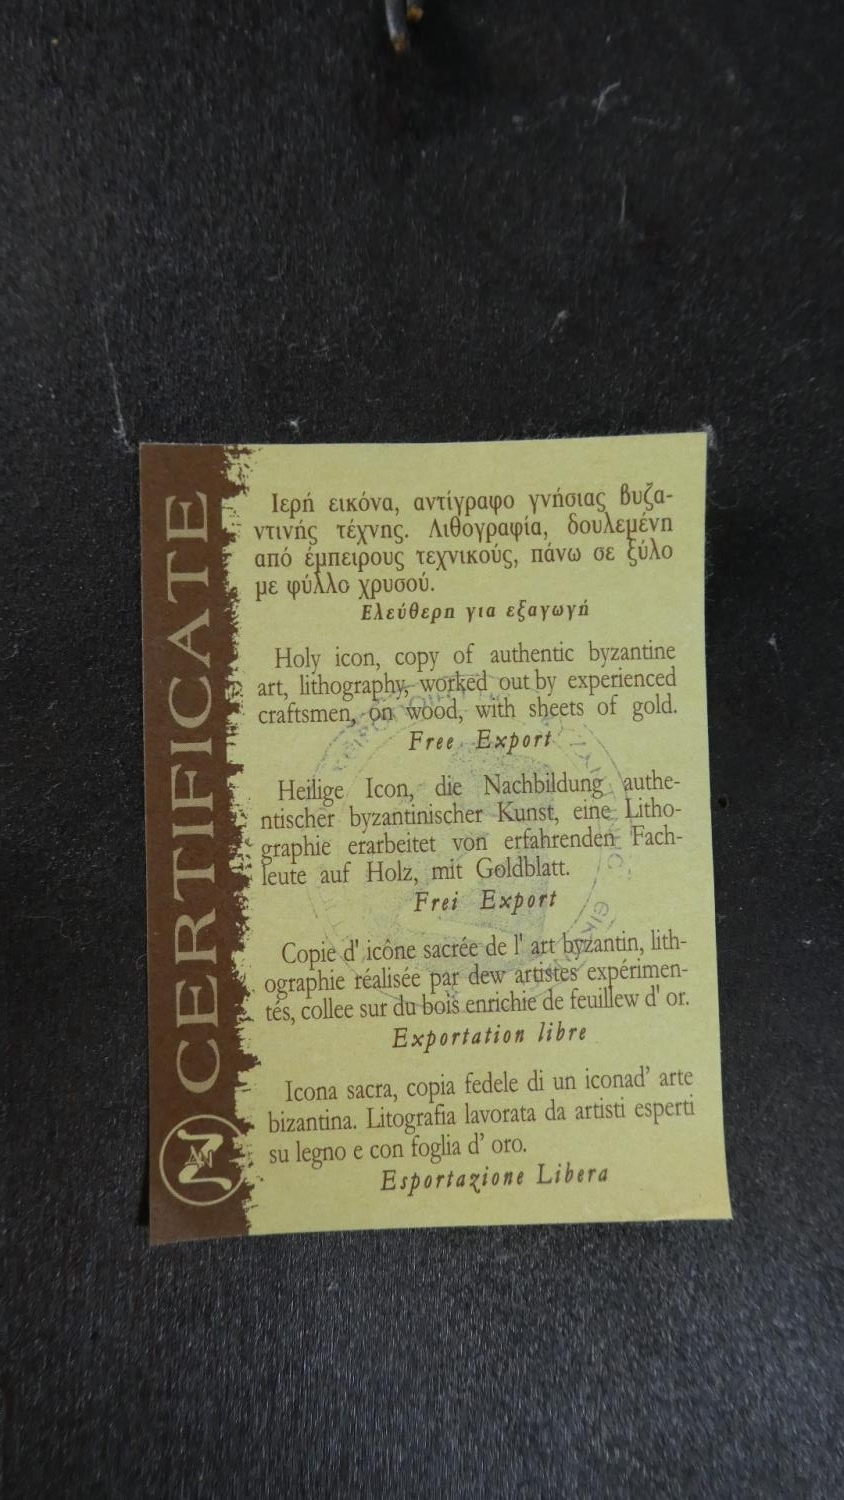 CERTIFICATE
AN
Ιερή εικόνα, αντίγραφο γνήσιας βυζα-
ντινής τέχνης. Λιθογραφία, δουλεμένη
από έμπειρους τεχνικούς, πάνω σε ξύλο
με φύλλο χρυσού.
Ελεύθερη για εξαγωγή
Holy icon, copy of authentic byzantine
art, lithography, worked out by experienced
craftsmen, on wood, with sheets of gold.
Free Export
Heilige Icon, die Nachbildung authe-
ntischer byzantinischer Kunst, eine Litho-
graphie erarbeitet von erfahrenden Fach-
leute auf Holz, mit Goldblatt.
Frei Export
Copie d' icône sacrée de l' art byzantin, lith-
ographie réalisée par dew artistes expérimen-
tés, collee sur du bois enrichie de feuillew d' or.
Exportation libre
Icona sacra, copia fedele di un iconad' arte
bizantina. Litografia lavorata da artisti esperti
su legno e con foglia d' oro.
Esportazione Libera